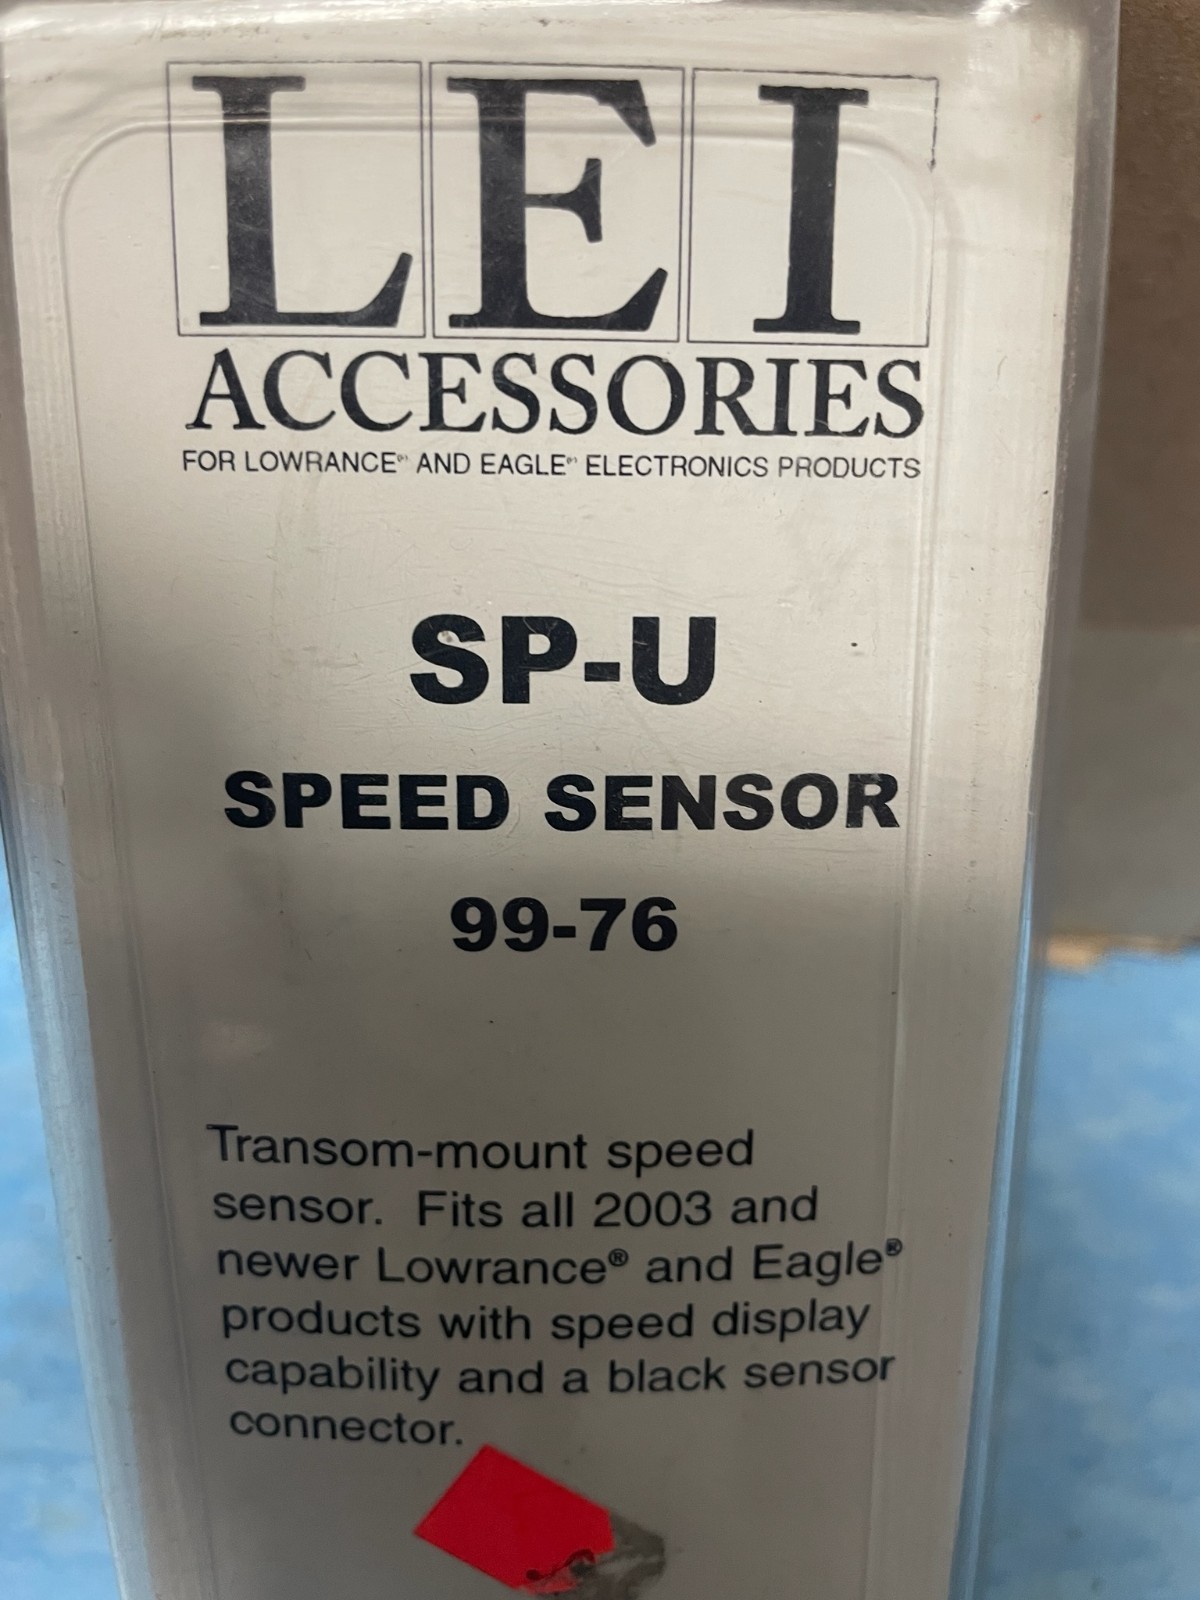 LEI
ACCESSORIES
FOR LOWRANCE AND EAGLE ELECTRONICS PRODUCTS
SP-U
SPEED SENSOR
99-76
Transom-mount speed
sensor. Fits all 2003 and
newer Lowrance® and Eagle®
products with speed display
capability and a black sensor
connector.